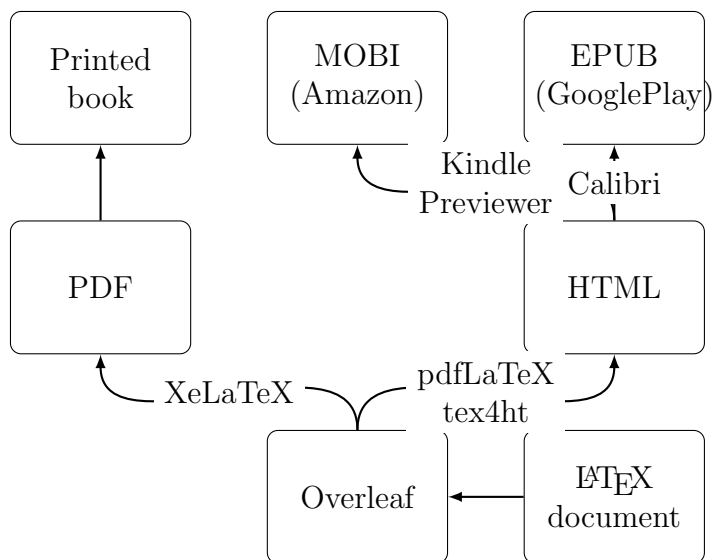 Printed
book
MOBI
(Amazon)
EPUB
(GooglePlay)
Kindle
Previewer
Calibri
PDF
HTML
XeLaTeX
pdfLaTeX
tex4ht
Overleaf
LATEX
document